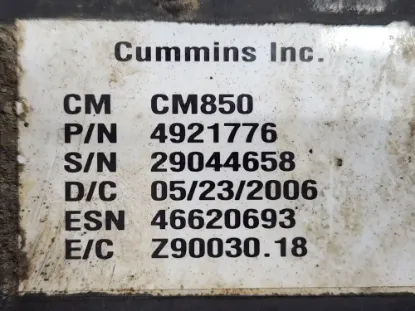 Cummins Inc.
CM CM850
P/N 4921776
S/N 29044658
D/C 05/23/2006
ESN 46620693
E/C Z90030.18